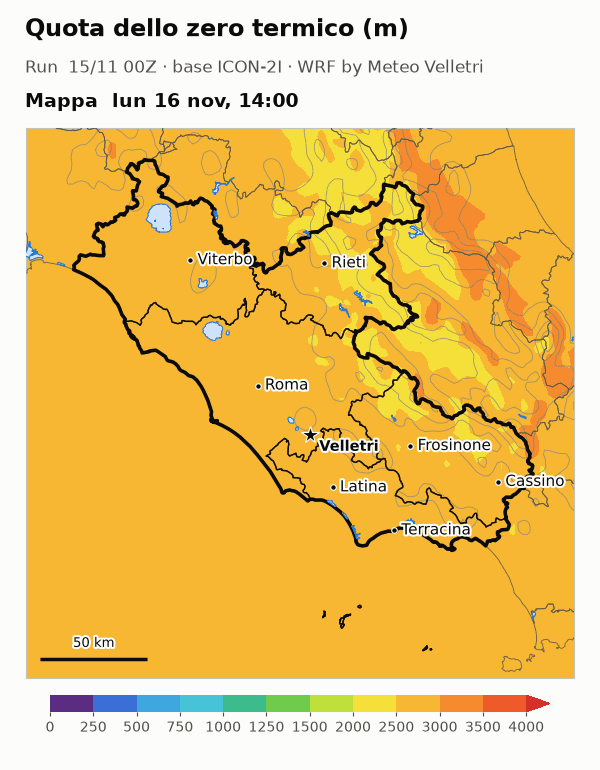 Quota dello zero termico (m)
Run  15/11 00Z · base ICON-2I · WRF by Meteo Velletri
Mappa  lun 16 nov, 14:00
Viterbo
Rieti
Roma
Velletri
Frosinone
Cassino
Latina
Terracina
50 km
0 250 500 750 1000 1250 1500 2000 2500 3000 3500 4000